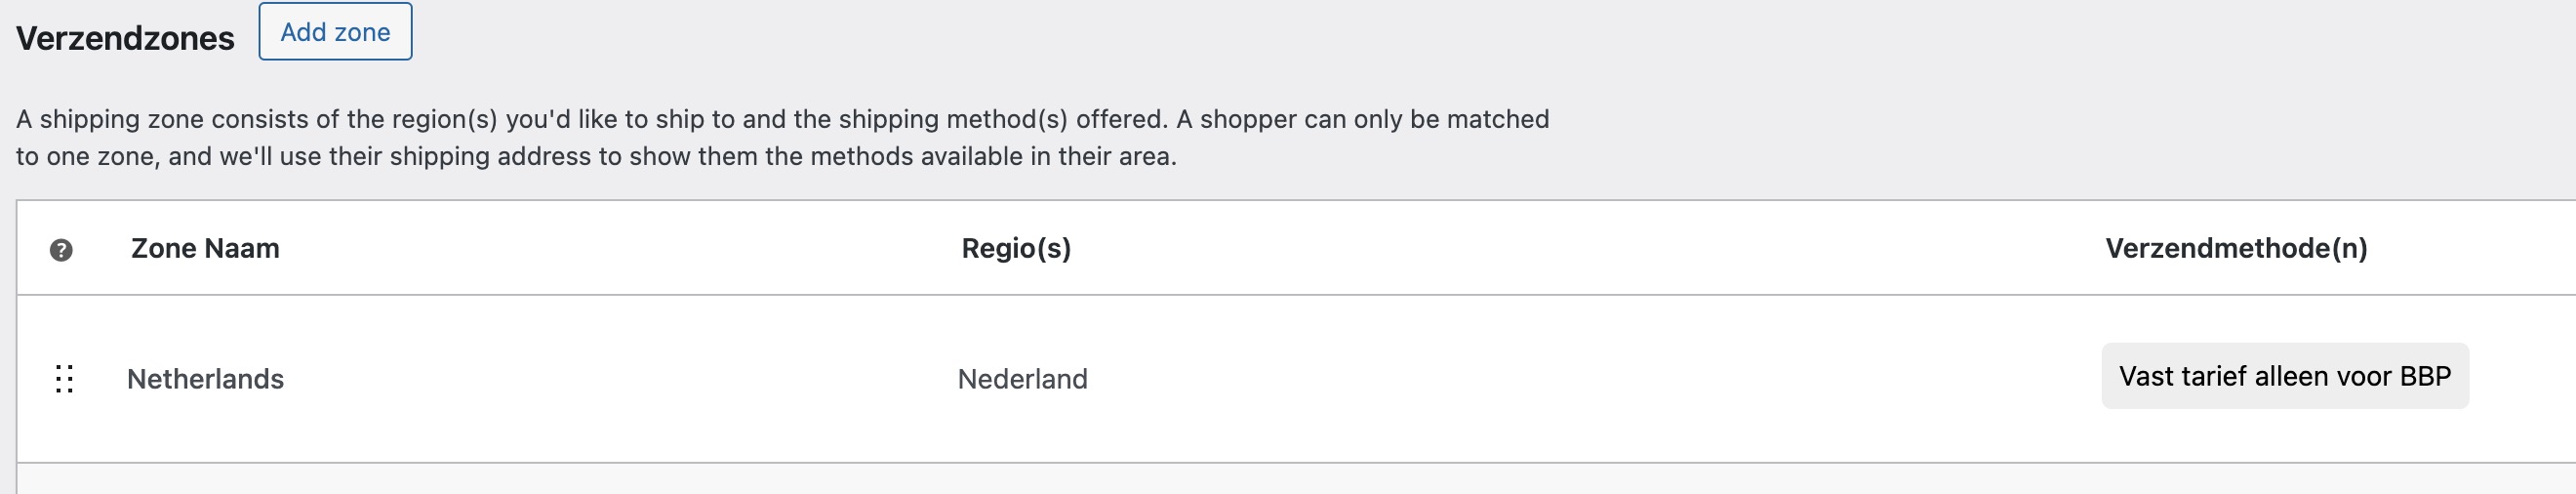 Verzendzones
Add zone
A shipping zone consists of the region(s) you'd like to ship to and the shipping method(s) offered. A shopper can only be matched
to one zone, and we'll use their shipping address to show them the methods available in their area.
Zone Naam
Regio(s)
Verzendmethode(n)
Netherlands
Nederland
Vast tarief alleen voor BBP